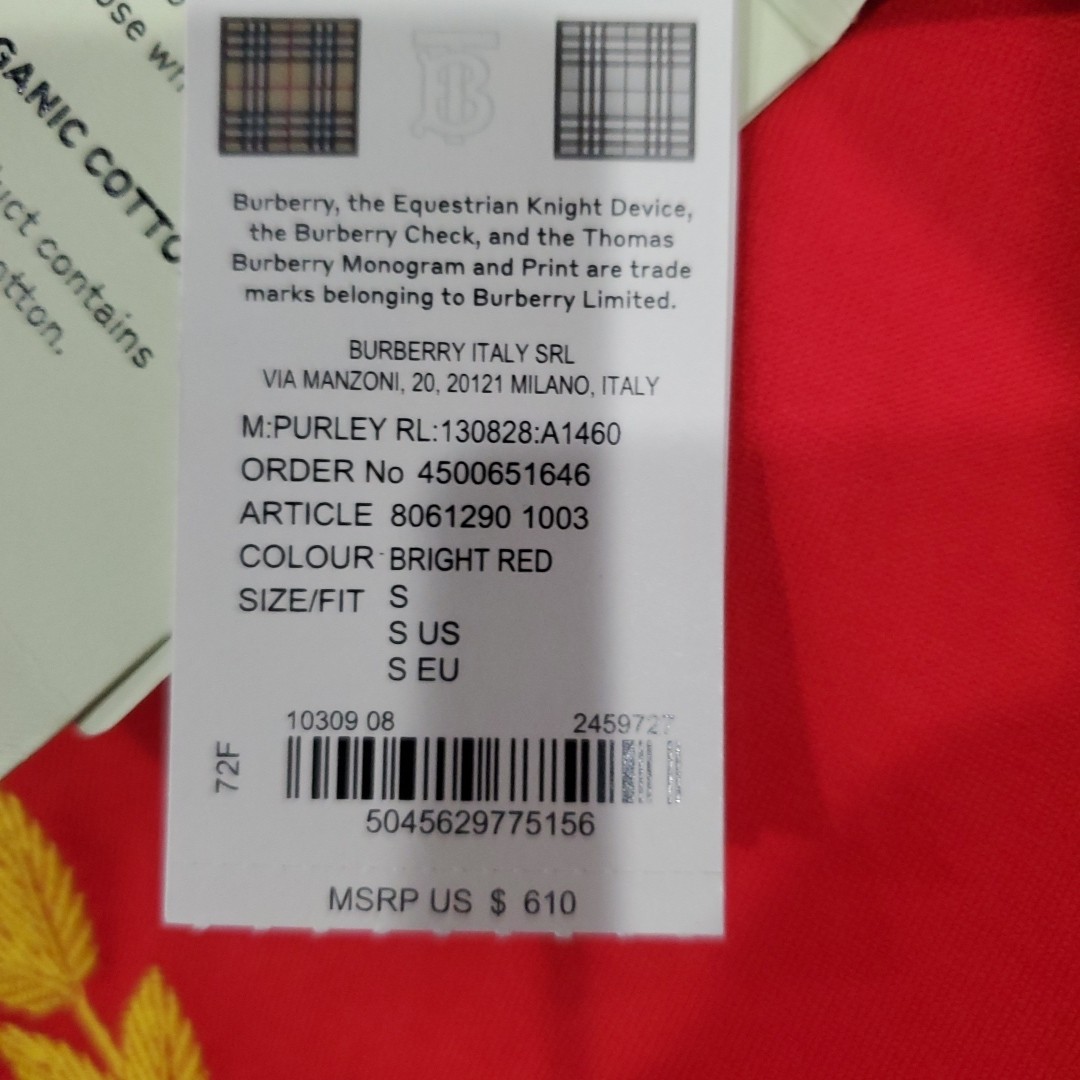 GANIC COTTO
contains
Burberry, the Equestrian Knight Device,
the Burberry Check, and the Thomas
Burberry Monogram and Print are trade
marks belonging to Burberry Limited.
BURBERRY ITALY SRL
VIA MANZONI, 20, 20121 MILANO, ITALY
M:PURLEY RL:130828:A1460
ORDER No 4500651646
ARTICLE 8061290 1003
COLOUR BRIGHT RED
SIZE/FIT S
S US
S EU
10309 08 2459727
72F
5045629775156
MSRP US $ 610